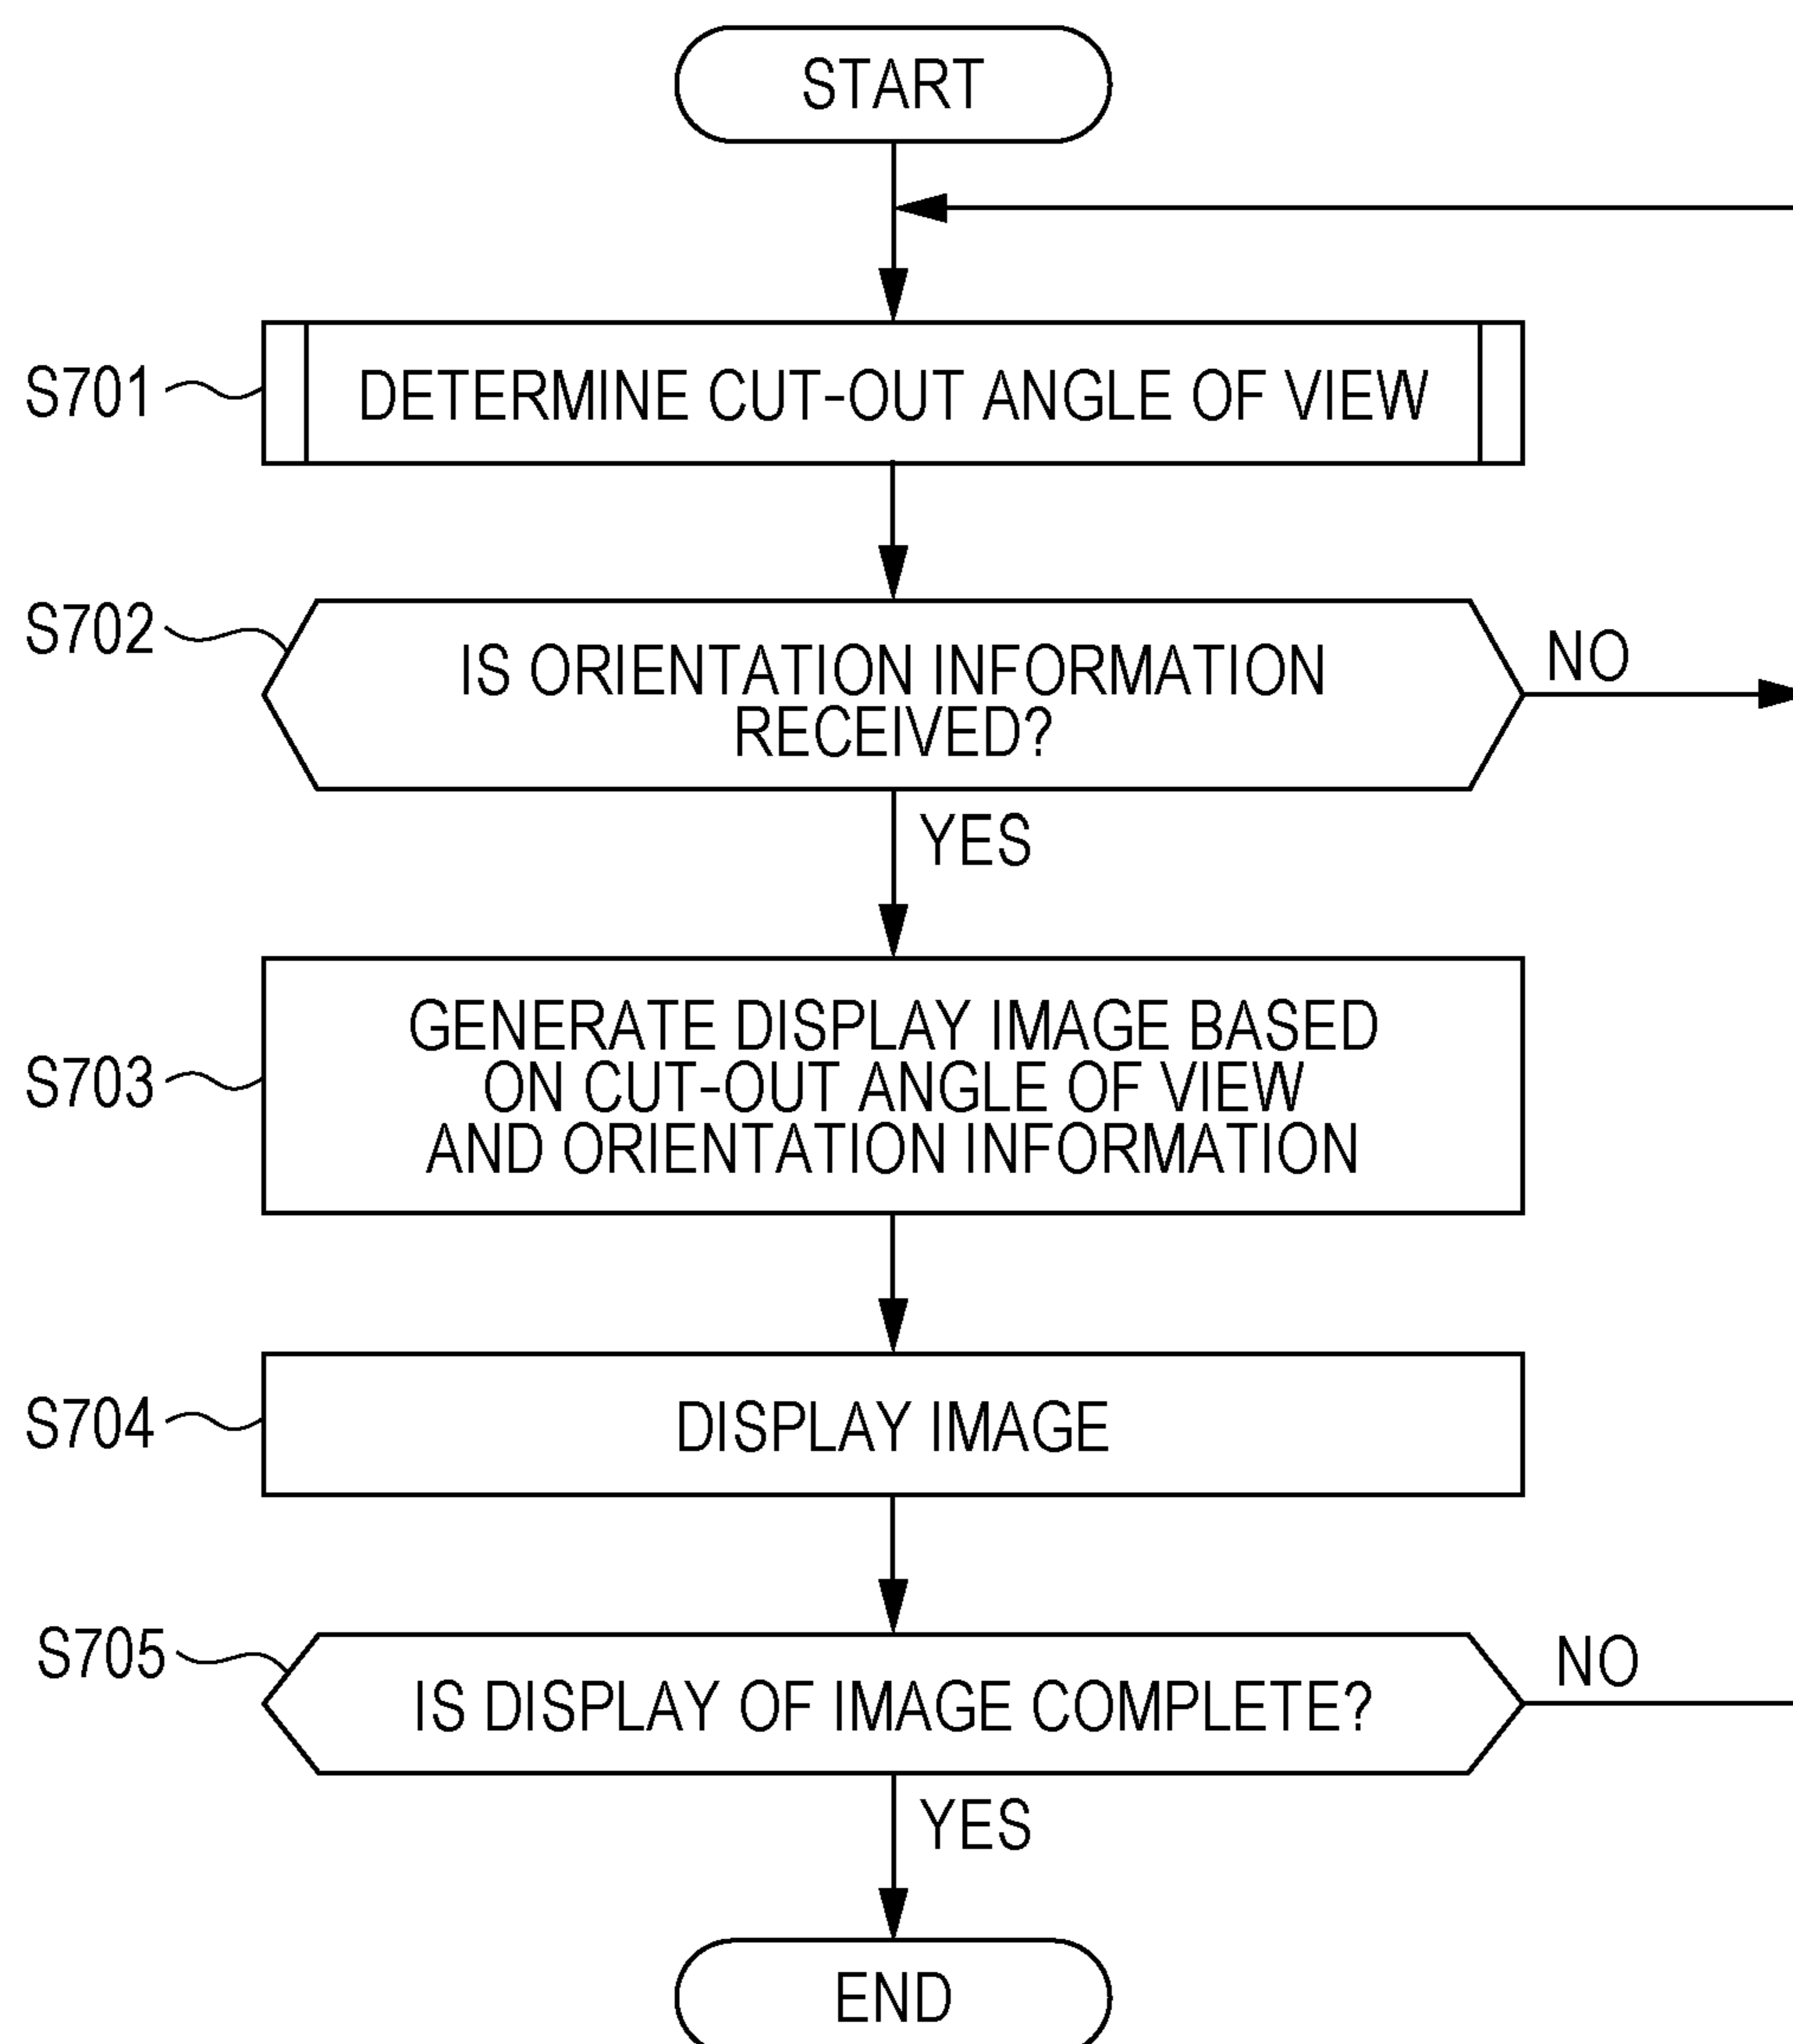 START
S701
DETERMINE CUT-OUT ANGLE OF VIEW
S702
IS ORIENTATION INFORMATION
RECEIVED?
NO
YES
S703
GENERATE DISPLAY IMAGE BASED
ON CUT-OUT ANGLE OF VIEW
AND ORIENTATION INFORMATION
S704
DISPLAY IMAGE
S705
IS DISPLAY OF IMAGE COMPLETE?
NO
YES
END